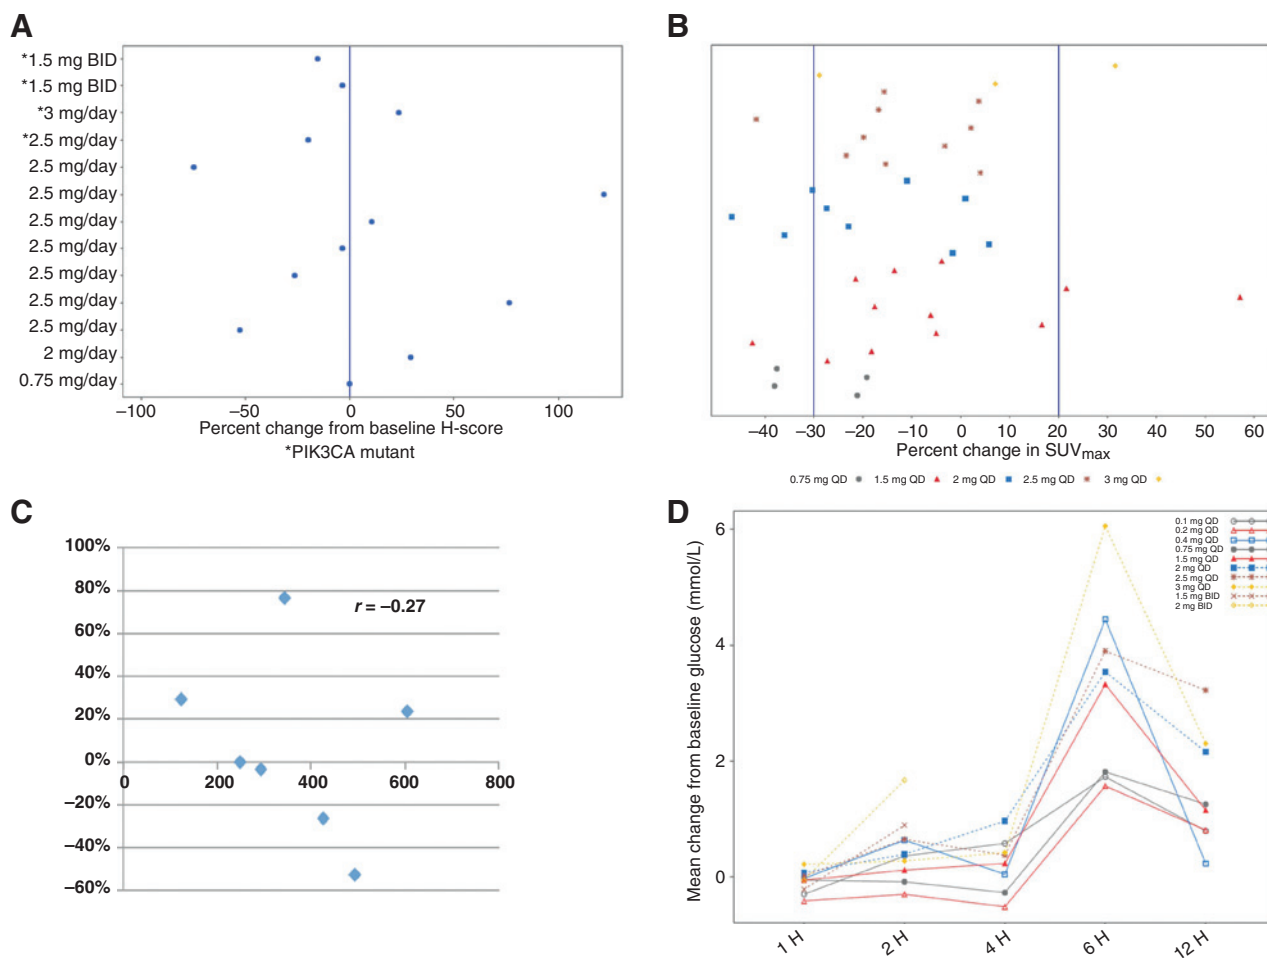 A
*1.5 mg BID
*1.5 mg BID
*3 mg/day
*2.5 mg/day
2.5 mg/day
2.5 mg/day
2.5 mg/day
2.5 mg/day
2.5 mg/day
2.5 mg/day
2.5 mg/day
2 mg/day
0.75 mg/day
–100 –50 0 50 100
Percent change from baseline H-score
*PIK3CA mutant
B
–40 –30 –20 –10 0 10 20 30 40 50 60
Percent change in SUVmax
0.75 mg QD 1.5 mg QD 2 mg QD 2.5 mg QD 3 mg QD
C
100%
80%
60%
40%
20%
0%
–20%
–40%
–60%
0 200 400 600 800
r = –0.27
D
Mean change from baseline glucose (mmol/L)
6
4
2
0
1 H 2 H 4 H 6 H 12 H
0.1 mg QD
0.2 mg QD
0.4 mg QD
0.75 mg QD
1.5 mg QD
2 mg QD
2.5 mg QD
3 mg QD
1.5 mg BID
2 mg BID